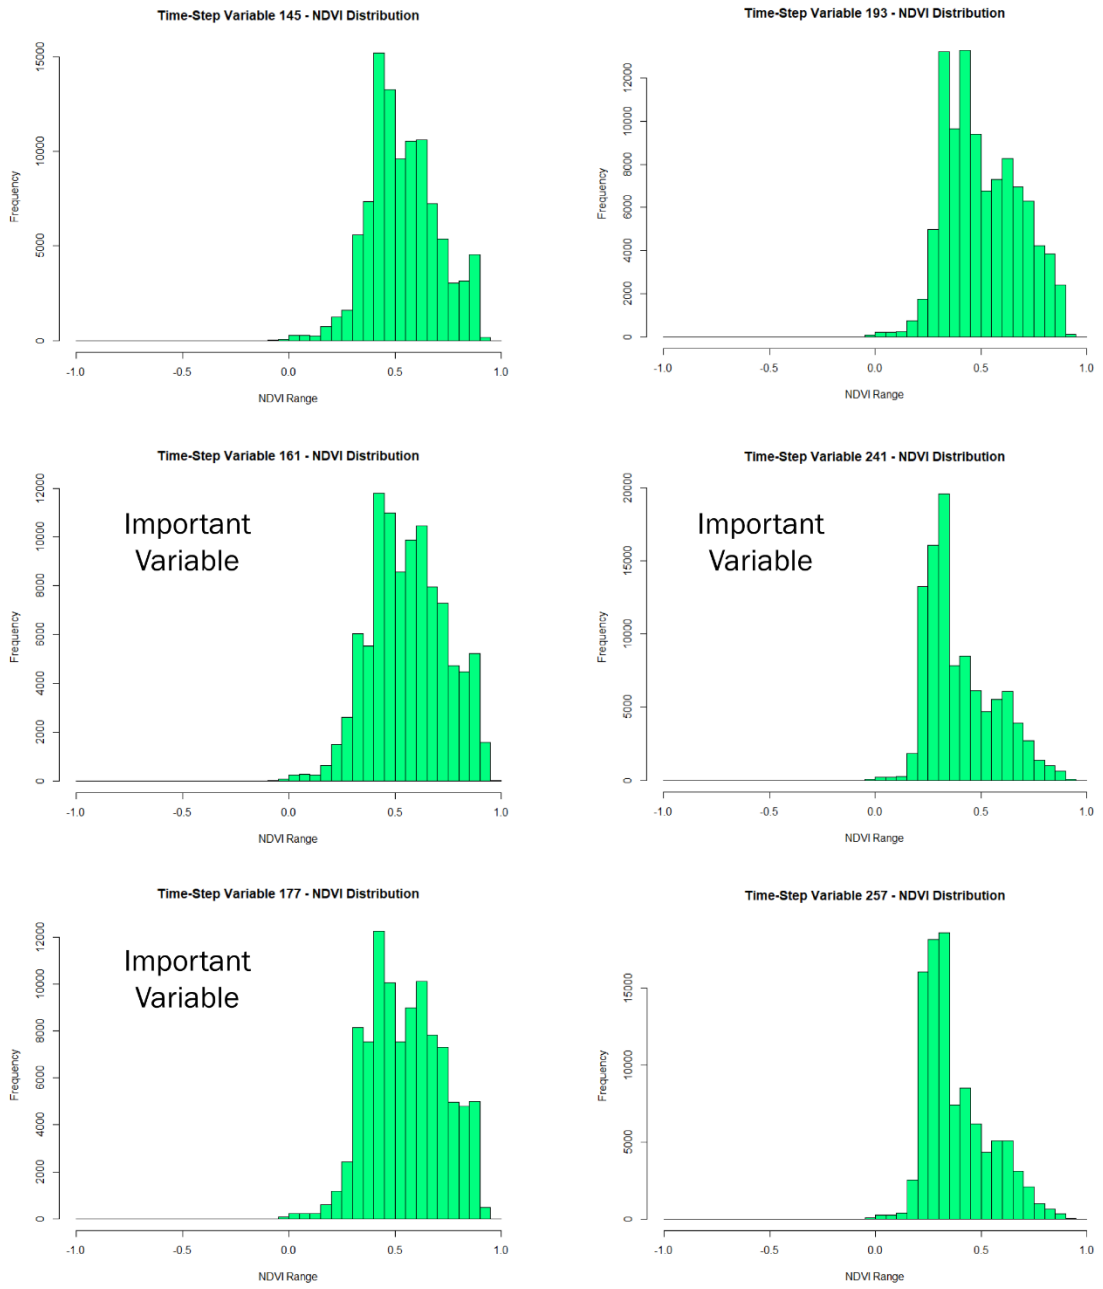 Time-Step Variable 145 - NDVI Distribution
Frequency
15000
10000
5000
0
-1.0 -0.5 0.0 0.5 1.0
NDVI Range
Time-Step Variable 193 - NDVI Distribution
Frequency
12000
10000
8000
6000
4000
2000
0
-1.0 -0.5 0.0 0.5 1.0
NDVI Range
Time-Step Variable 161 - NDVI Distribution
Important
Variable
Frequency
12000
10000
8000
6000
4000
2000
0
-1.0 -0.5 0.0 0.5 1.0
NDVI Range
Time-Step Variable 241 - NDVI Distribution
Important
Variable
Frequency
20000
15000
10000
5000
0
-1.0 -0.5 0.0 0.5 1.0
NDVI Range
Time-Step Variable 177 - NDVI Distribution
Important
Variable
Frequency
12000
10000
8000
6000
4000
2000
0
-1.0 -0.5 0.0 0.5 1.0
NDVI Range
Time-Step Variable 257 - NDVI Distribution
Frequency
15000
10000
5000
0
-1.0 -0.5 0.0 0.5 1.0
NDVI Range